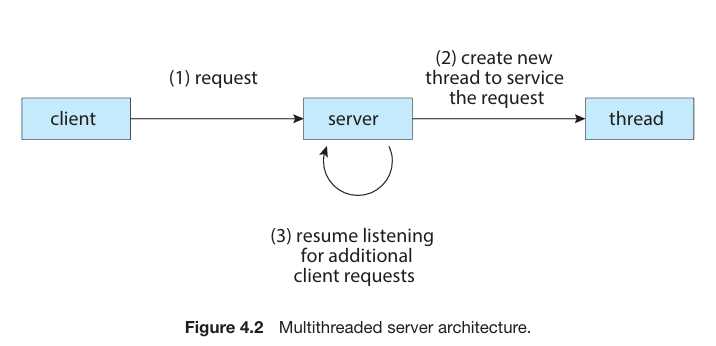 (1) request
(2) create new
thread to service
the request
client
server
thread
(3) resume listening
for additional
client requests
Figure 4.2 Multithreaded server architecture.